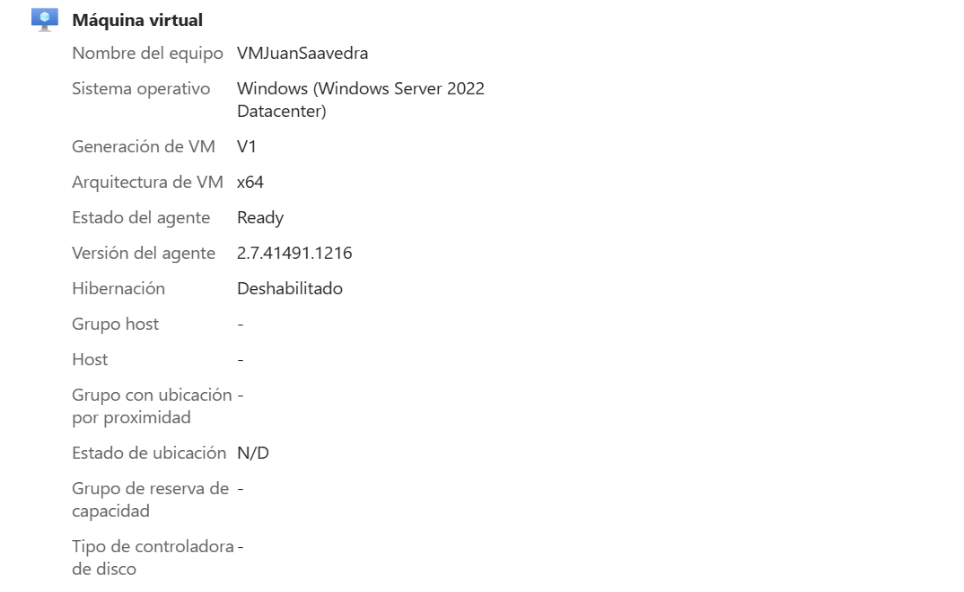 Máquina virtual
Nombre del equipo VMJuanSaavedra
Sistema operativo Windows (Windows Server 2022
Datacenter)
Generación de VM V1
Arquitectura de VM x64
Estado del agente Ready
Versión del agente 2.7.41491.1216
Hibernación Deshabilitado
Grupo host -
Host -
Grupo con ubicación -
por proximidad
Estado de ubicación N/D
Grupo de reserva de -
capacidad
Tipo de controladora -
de disco